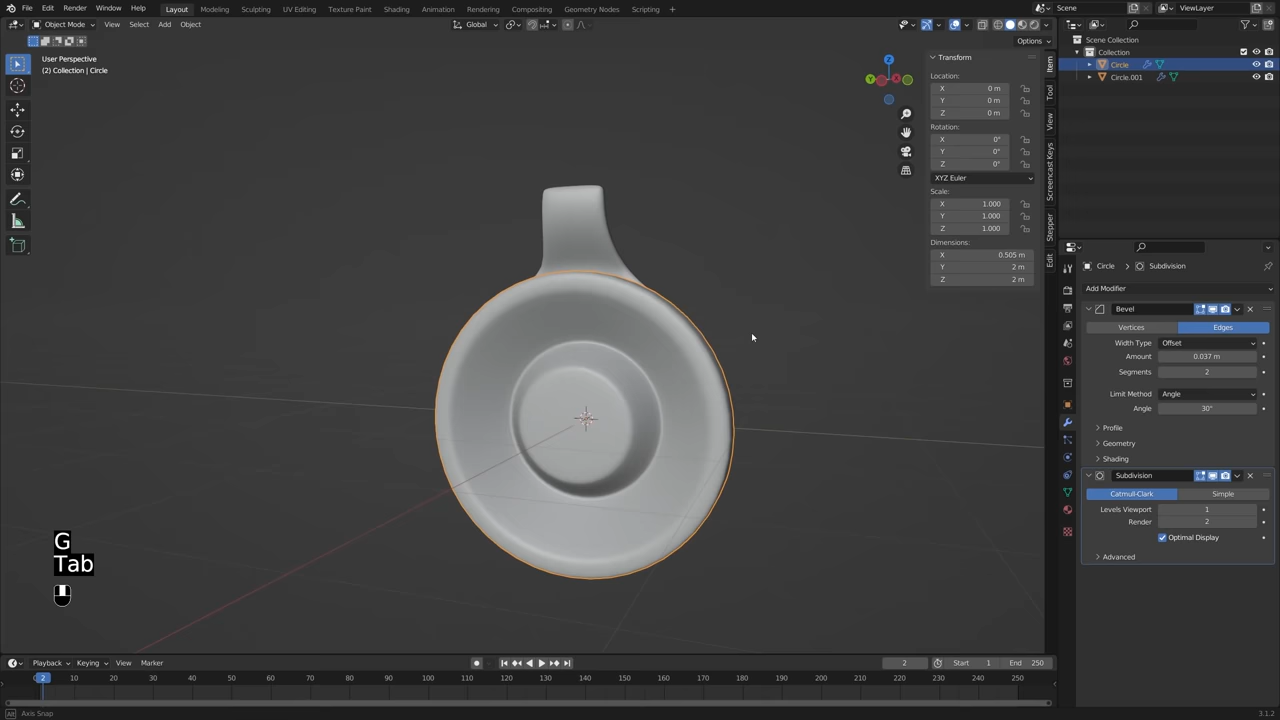 File Edit Render Window Help Layout Modeling Sculpting UV Editing Texture Paint Shading Animation Rendering Compositing Geometry Nodes Scripting + Scene ViewLayer
Object Mode View Select Add Object Global
Options
User Perspective
(2) Collection | Circle
Z
Y
X
Transform
Location:
X 0 m
Y 0 m
Z 0 m
Rotation:
X 0°
Y 0°
Z 0°
XYZ Euler
Scale:
X 1.000
Y 1.000
Z 1.000
Dimensions:
X 0.505 m
Y 2 m
Z 2 m
Item
Tool
View
Screencast Keys
Stepper
Edit
Scene Collection
Collection
Circle
Circle.001
Circle > Subdivision
Add Modifier
Bevel
Vertices Edges
Width Type Offset
Amount 0.037 m
Segments 2
Limit Method Angle
Angle 30°
Profile
Geometry
Shading
Subdivision
Catmull-Clark Simple
Levels Viewport 1
Render 2
Optimal Display
Advanced
G
Tab
Playback Keying View Marker 2 Start 1 End 250
2 10 20 30 40 50 60 70 80 90 100 110 120 130 140 150 160 170 180 190 200 210 220 230 240 250
Axis Snap 3.1.2